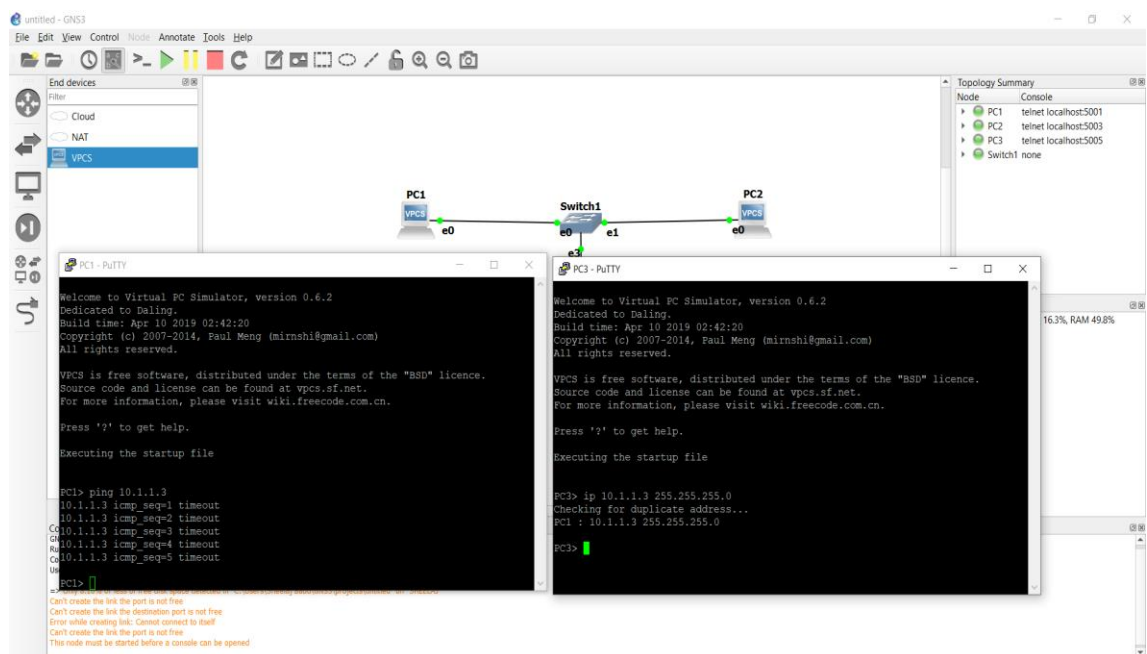 untitled - GNS3
File Edit View Control Node Annotate Tools Help
End devices
Filter
Cloud
NAT
VPCS
PC1
VPCS
e0
Switch1
e0
e1
e3
PC2
VPCS
e0
Topology Summary
Node Console
PC1 telnet localhost:5001
PC2 telnet localhost:5003
PC3 telnet localhost:5005
Switch1 none
16.3%, RAM 49.8%
PC1 - PuTTY
Welcome to Virtual PC Simulator, version 0.6.2
Dedicated to Daling.
Build time: Apr 10 2019 02:42:20
Copyright (c) 2007-2014, Paul Meng (mirnshi@gmail.com)
All rights reserved.
VPCS is free software, distributed under the terms of the "BSD" licence.
Source code and license can be found at vpcs.sf.net.
For more information, please visit wiki.freecode.com.cn.
Press '?' to get help.
Executing the startup file
PC1> ping 10.1.1.3
10.1.1.3 icmp_seq=1 timeout
10.1.1.3 icmp_seq=2 timeout
10.1.1.3 icmp_seq=3 timeout
10.1.1.3 icmp_seq=4 timeout
10.1.1.3 icmp_seq=5 timeout
PC1>
PC3 - PuTTY
Welcome to Virtual PC Simulator, version 0.6.2
Dedicated to Daling.
Build time: Apr 10 2019 02:42:20
Copyright (c) 2007-2014, Paul Meng (mirnshi@gmail.com)
All rights reserved.
VPCS is free software, distributed under the terms of the "BSD" licence.
Source code and license can be found at vpcs.sf.net.
For more information, please visit wiki.freecode.com.cn.
Press '?' to get help.
Executing the startup file
PC3> ip 10.1.1.3 255.255.255.0
Checking for duplicate address...
PC1 : 10.1.1.3 255.255.255.0
PC3>
Can't create the link the port is not free
Can't create the link the destination port is not free
Error while creating link: Cannot connect to itself
Can't create the link the port is not free
This node must be started before a console can be opened